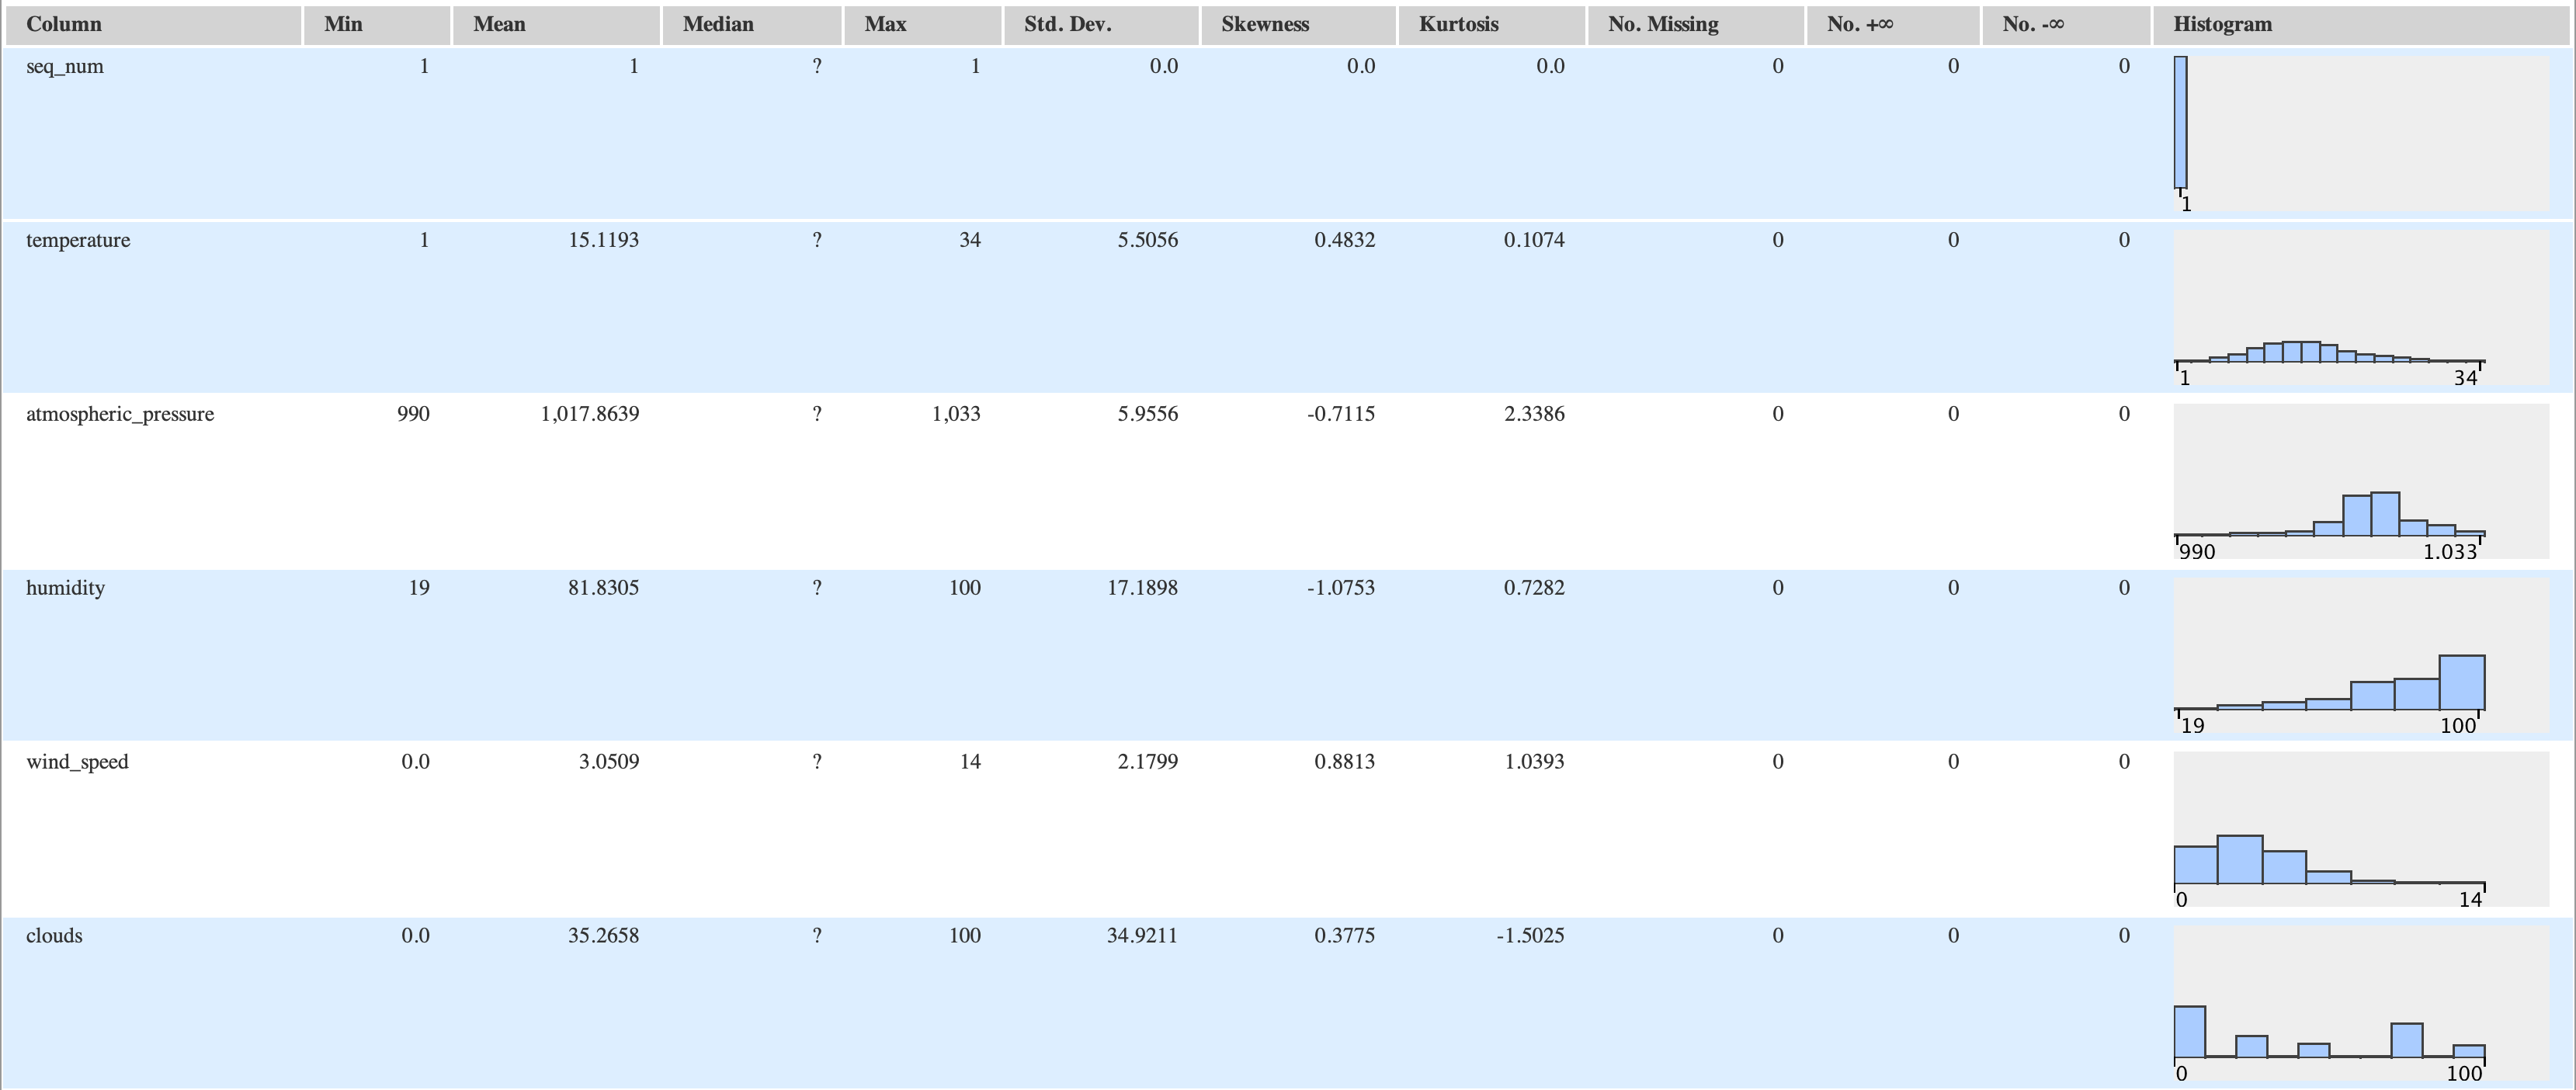 Column Min Mean Median Max Std. Dev. Skewness Kurtosis No. Missing No. +∞ No. -∞ Histogram
seq_num 1 1 ? 1 0.0 0.0 0.0 0 0 0
1
temperature 1 15.1193 ? 34 5.5056 0.4832 0.1074 0 0 0
1 34
atmospheric_pressure 990 1,017.8639 ? 1,033 5.9556 -0.7115 2.3386 0 0 0
990 1.033
humidity 19 81.8305 ? 100 17.1898 -1.0753 0.7282 0 0 0
19 100
wind_speed 0.0 3.0509 ? 14 2.1799 0.8813 1.0393 0 0 0
0 14
clouds 0.0 35.2658 ? 100 34.9211 0.3775 -1.5025 0 0 0
0 100